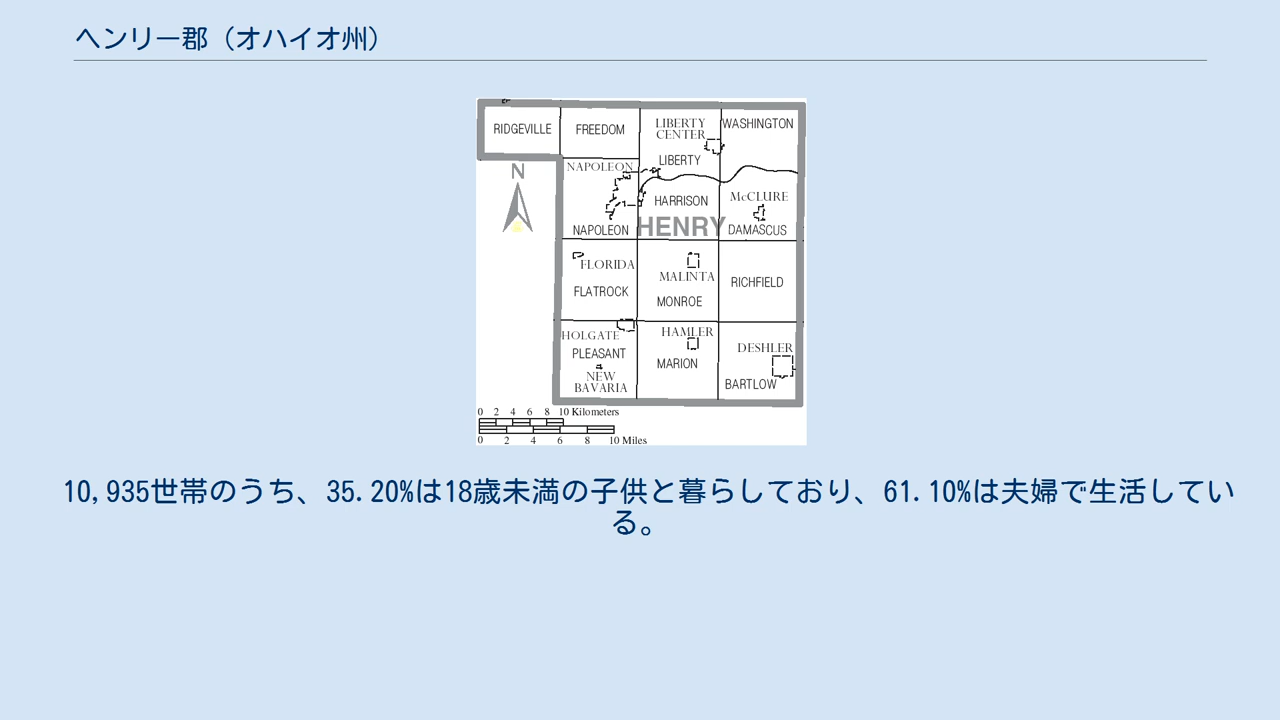 ヘンリー郡（オハイオ州）
RIDGEVILLE
FREEDOM
LIBERTY
CENTER
WASHINGTON
LIBERTY
NAPOLEON
N
HARRISON
McCLURE
HENRY
NAPOLEON
DAMASCUS
FLORIDA
MALINTA
FLATROCK
MONROE
RICHFIELD
HOLGATE
HAMLER
PLEASANT
MARION
DESHLER
NEW
BAVARIA
BARTLOW
0 2 4 6 8 10 Kilometers
0 2 4 6 8 10 Miles
10,935世帯のうち、35.20%は18歳未満の子供と暮らしており、61.10%は夫婦で生活してい
る。